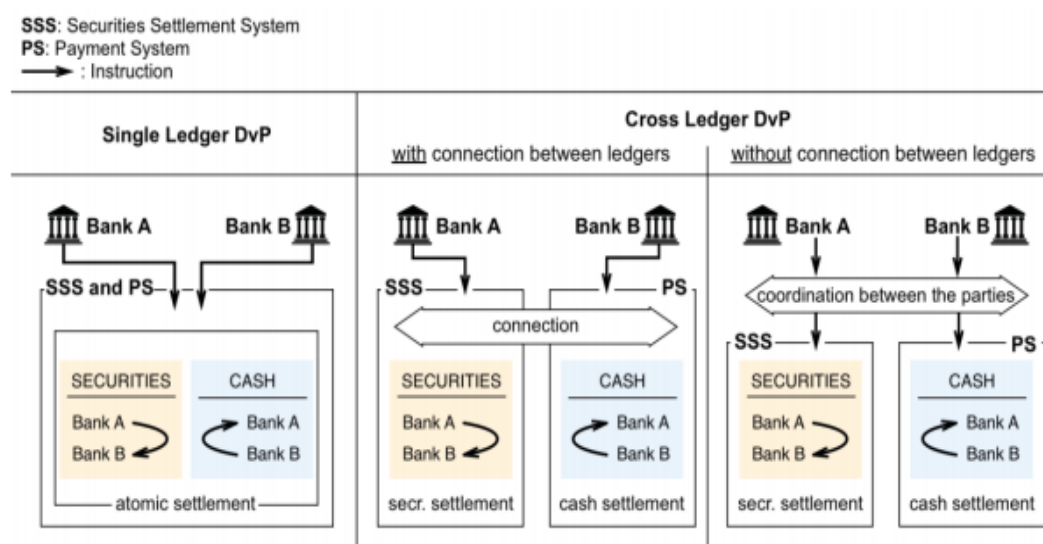 SSS: Securities Settlement System
PS: Payment System
: Instruction
Single Ledger DvP
Cross Ledger DvP
with connection between ledgers
without connection between ledgers
Bank A
Bank B
SSS and PS
SECURITIES
CASH
Bank A
Bank B
Bank A
Bank B
atomic settlement
Bank A
Bank B
SSS
PS
connection
SECURITIES
CASH
Bank A
Bank B
Bank A
Bank B
secr. settlement
cash settlement
Bank A
Bank B
coordination between the parties
SSS
PS
SECURITIES
CASH
Bank A
Bank B
Bank A
Bank B
secr. settlement
cash settlement